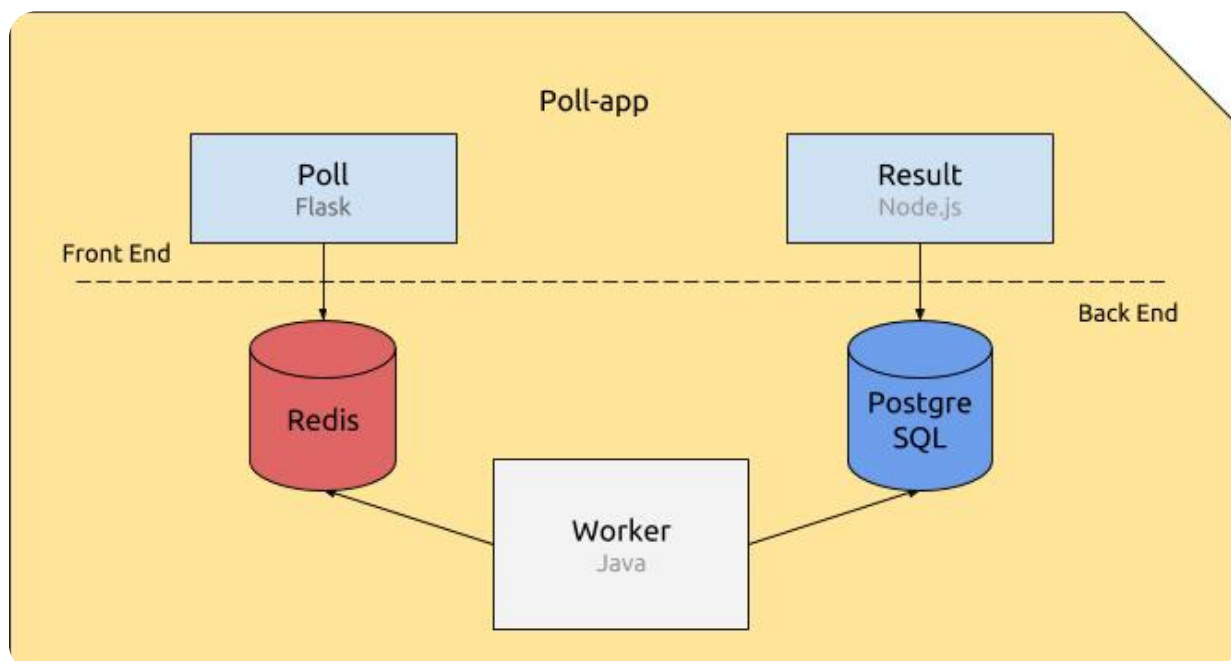 Poll-app
Poll
Flask
Result
Node.js
Front End
Back End
Redis
Postgre
SQL
Worker
Java